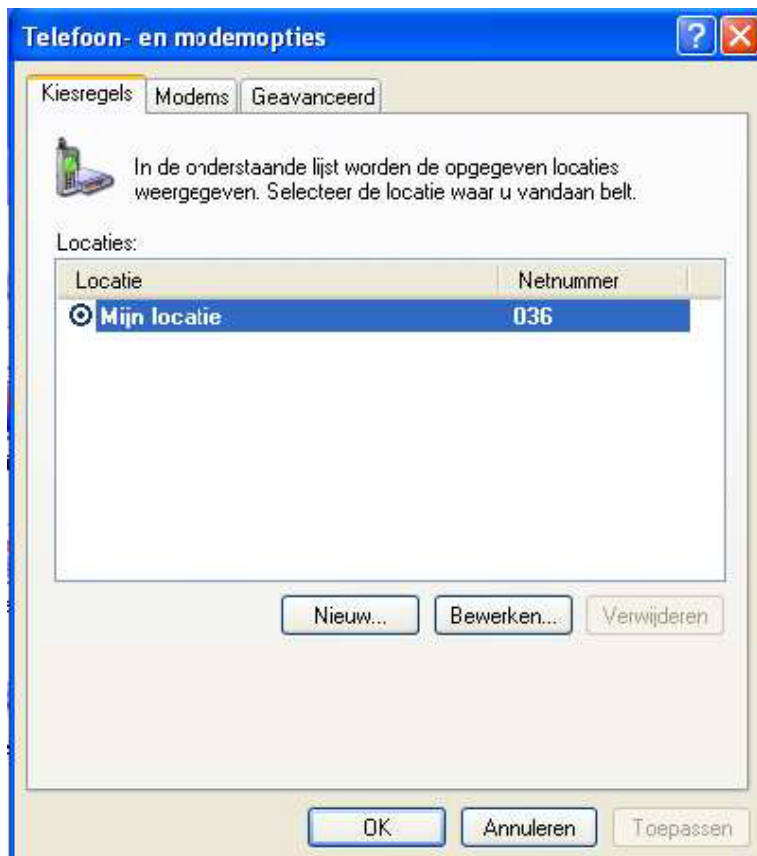 Telefoon- en modemopties
Kiesregels Modems Geavanceerd
In de onderstaande lijst worden de opgegeven locaties
weergegeven. Selecteer de locatie waar u vandaan belt.
Locaties:
Locatie Netnummer
Mijn locatie 036
Nieuw... Bewerken... Verwijderen
OK Annuleren Toepassen